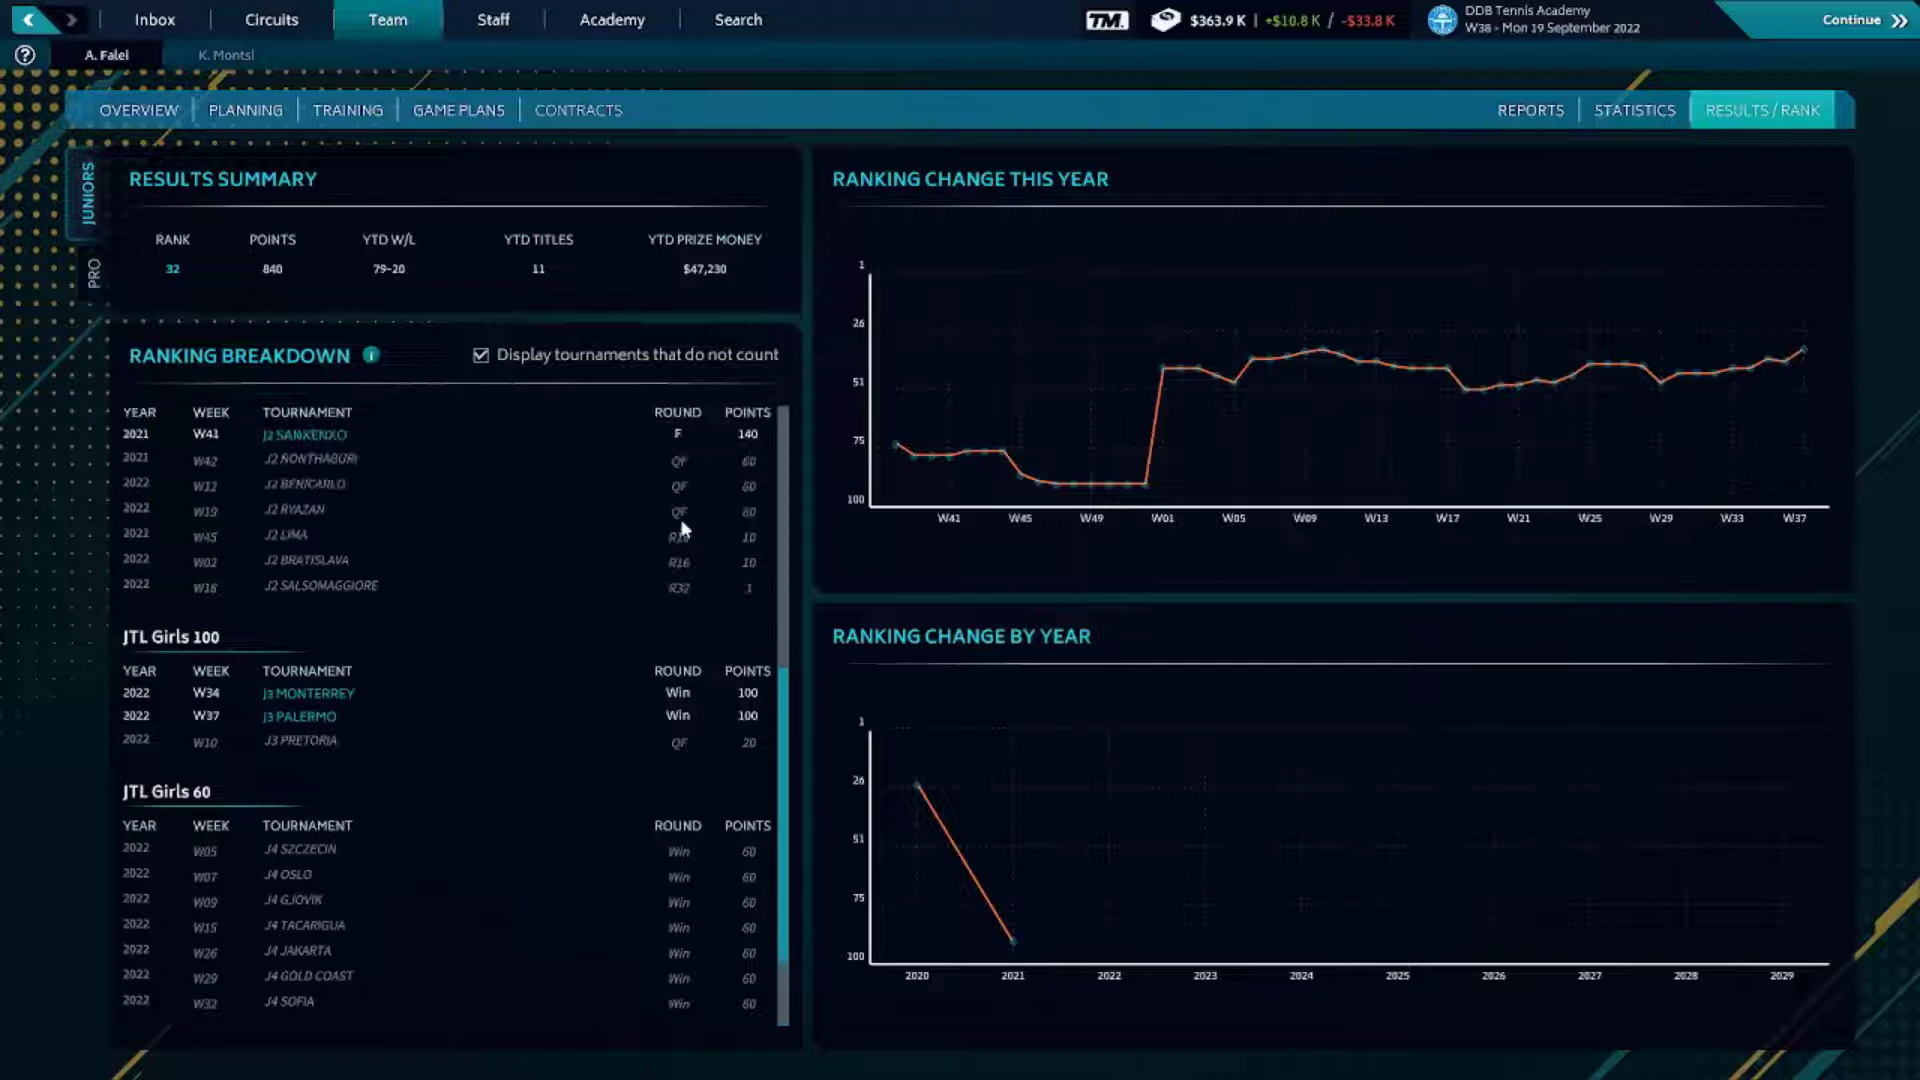 Inbox Circuits Team Staff Academy Search TM. $363.9 K | +$10.8 K / -$33.8 K DDB Tennis Academy Continue
W38 - Mon 19 September 2022
A. Falel K. Montsl
OVERVIEW PLANNING TRAINING GAME PLANS CONTRACTS REPORTS STATISTICS RESULTS / RANK
JUNIORS
PRO
RESULTS SUMMARY
RANK POINTS YTD W/L YTD TITLES YTD PRIZE MONEY
32 840 79-20 11 $47,230
RANKING BREAKDOWN i Display tournaments that do not count
YEAR WEEK TOURNAMENT ROUND POINTS
2021 W41 J2 SANXENXO F 140
2021 W42 J2 NONTHABURI QF 60
2022 W12 J2 BENICARLO QF 60
2022 W19 J2 RYAZAN QF 60
2021 W45 J2 LIMA 10
2022 W02 J2 BRATISLAVA R16 10
2022 W18 J2 SALSOMAGGIORE R32 1
JTL Girls 100
YEAR WEEK TOURNAMENT ROUND POINTS
2022 W34 J3 MONTERREY Win 100
2022 W37 J3 PALERMO Win 100
2022 W10 J3 PRETORIA QF 20
JTL Girls 60
YEAR WEEK TOURNAMENT ROUND POINTS
2022 W05 J4 SZCZECIN Win 60
2022 W07 J4 OSLO Win 60
2022 W09 J4 GJOVIK Win 60
2022 W15 J4 TACARIGUA Win 60
2022 W26 J4 JAKARTA Win 60
2022 W29 J4 GOLD COAST Win 60
2022 W32 J4 SOFIA Win 60
RANKING CHANGE THIS YEAR
1
26
51
75
100
W41 W45 W49 W01 W05 W09 W13 W17 W21 W25 W29 W33 W37
RANKING CHANGE BY YEAR
1
26
51
75
100
2020 2021 2022 2023 2024 2025 2026 2027 2028 2029